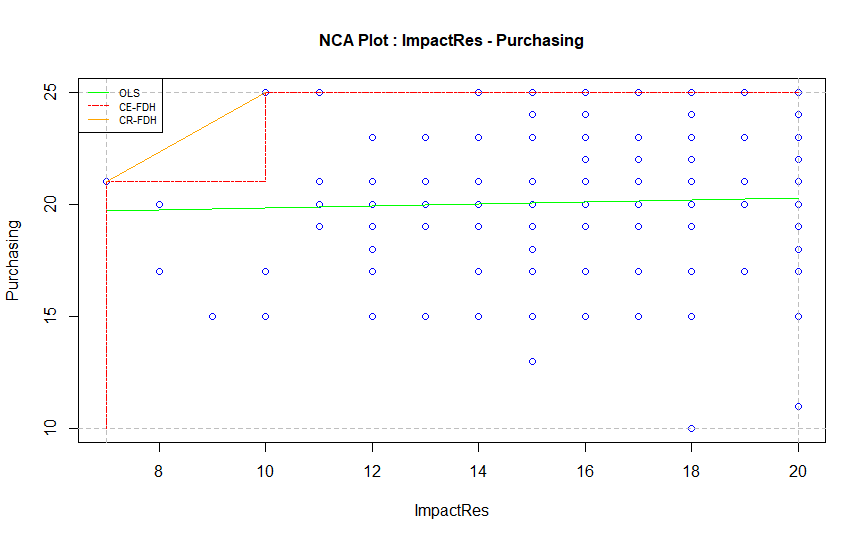 NCA Plot : ImpactRes - Purchasing
OLS
CE-FDH
CR-FDH
25
20
15
10
Purchasing
8 10 12 14 16 18 20
ImpactRes